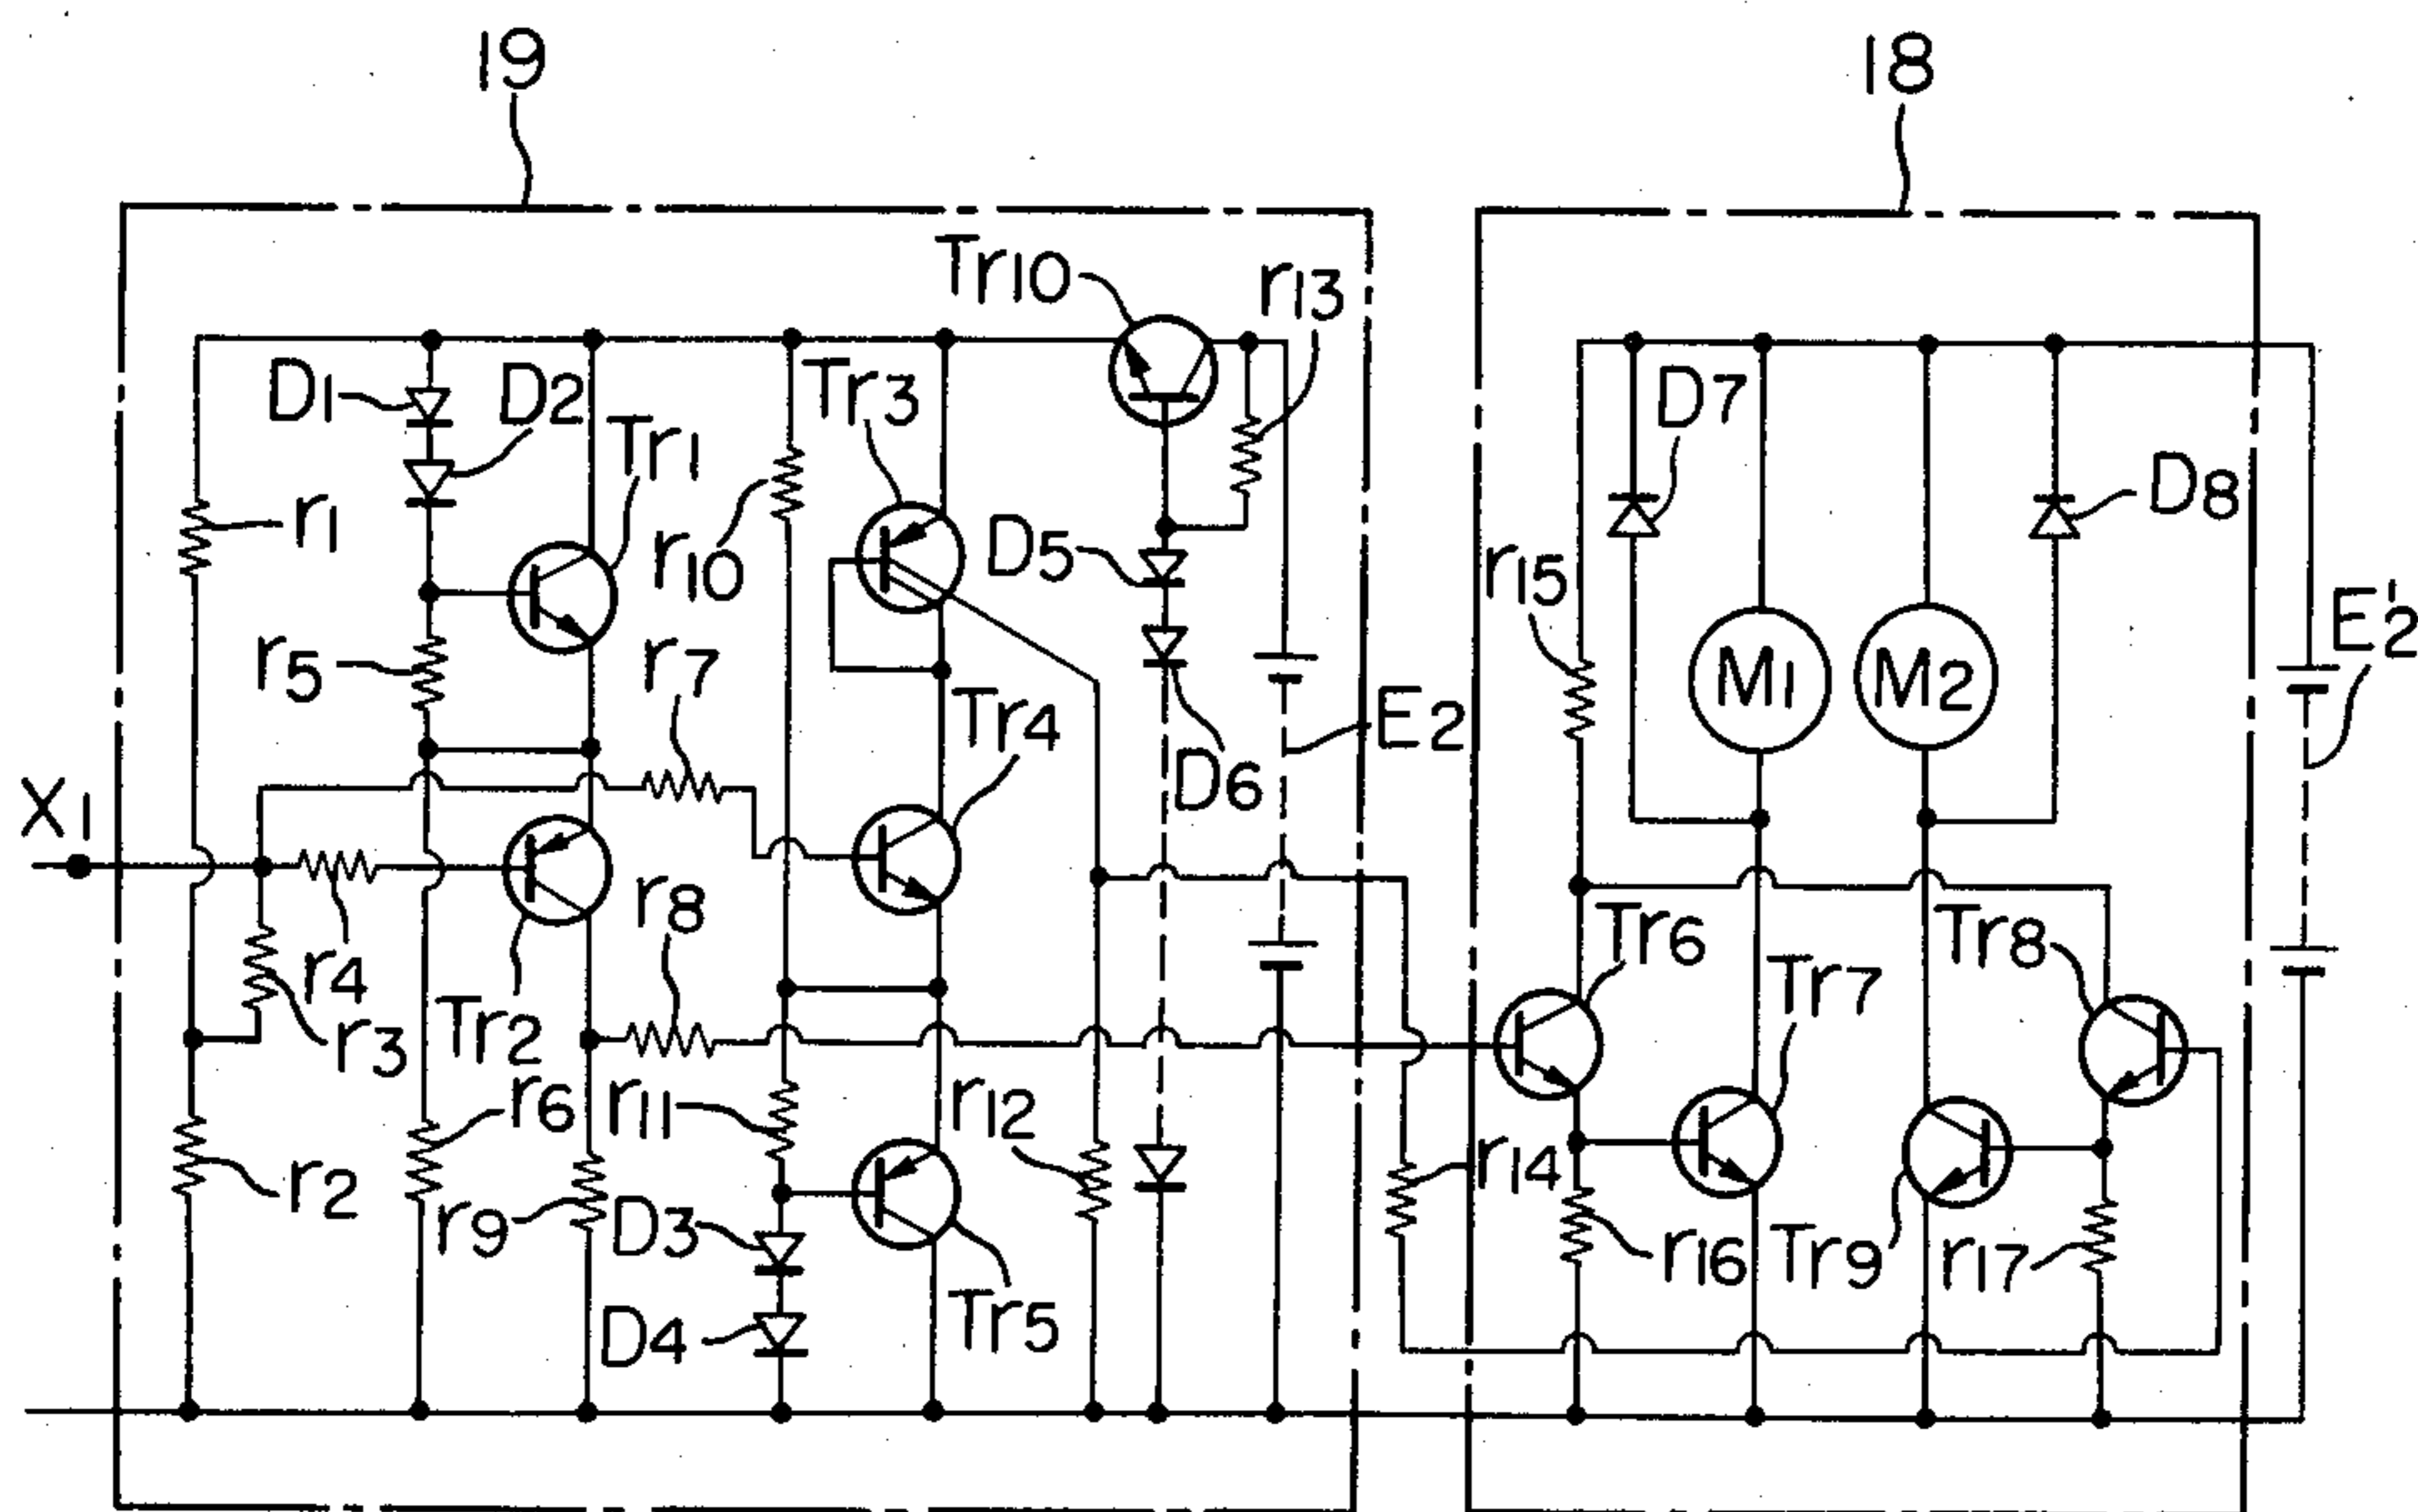 19
18
Tr10
r13
D1
D2
Tr1
Tr3
D7
r1
r10
D5
D8
r15
r5
r7
E'2
M1
M2
Tr4
E2
X1
D6
r8
Tr6
Tr8
r4
Tr7
r3
Tr2
r6
r11
r12
r2
r9
D3
r14
r16
Tr9
r17
D4
Tr5